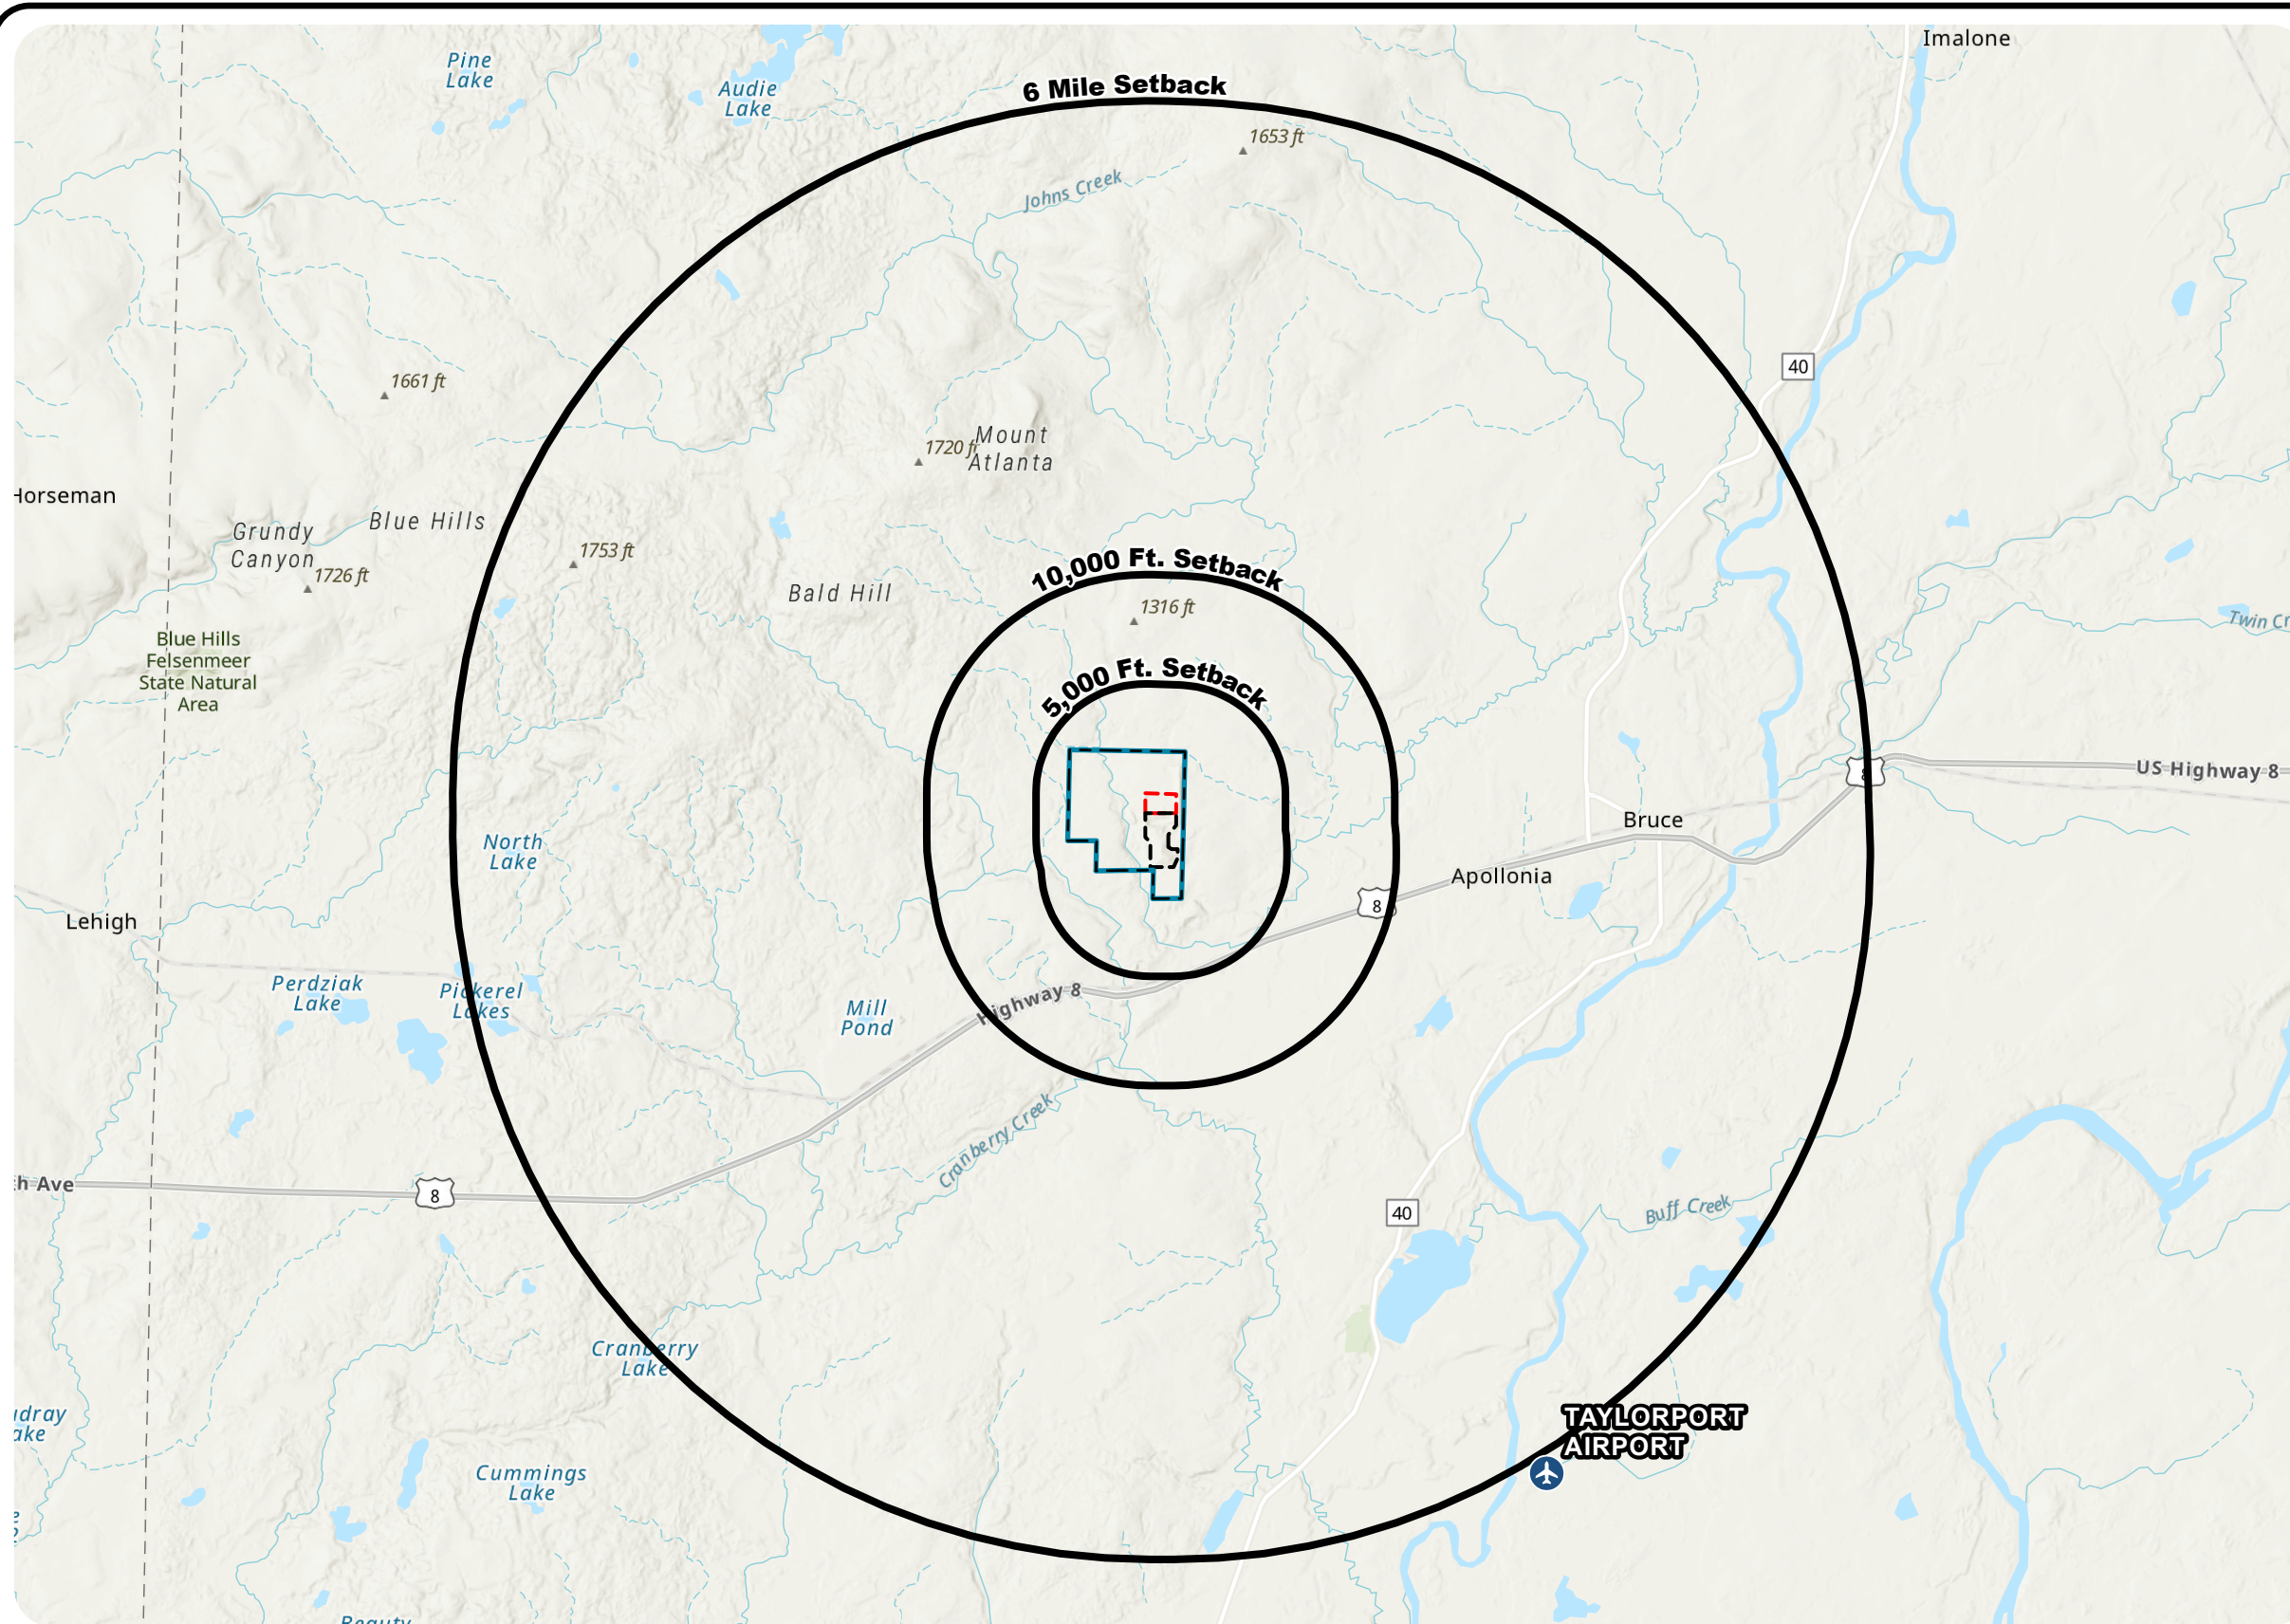 Imalone
Pine
Lake
Audie
Lake
6 Mile Setback
1653 ft
Johns Creek
40
1661 ft
1720 ft
Mount
Atlanta
Horseman
Blue Hills
Grundy
Canyon
1726 ft
1753 ft
Bald Hill
10,000 Ft. Setback
1316 ft
Blue Hills
Felsenmeer
State Natural
Area
5,000 Ft. Setback
US Highway 8
8
Bruce
North
Lake
Apollonia
8
Lehigh
Perdziak
Lake
Pickerel
Lakes
Mill
Pond
Highway 8
Cranberry Creek
h Ave
8
40
Buff Creek
Cranberry
Lake
TAYLORPORT
AIRPORT
Cummings
Lake